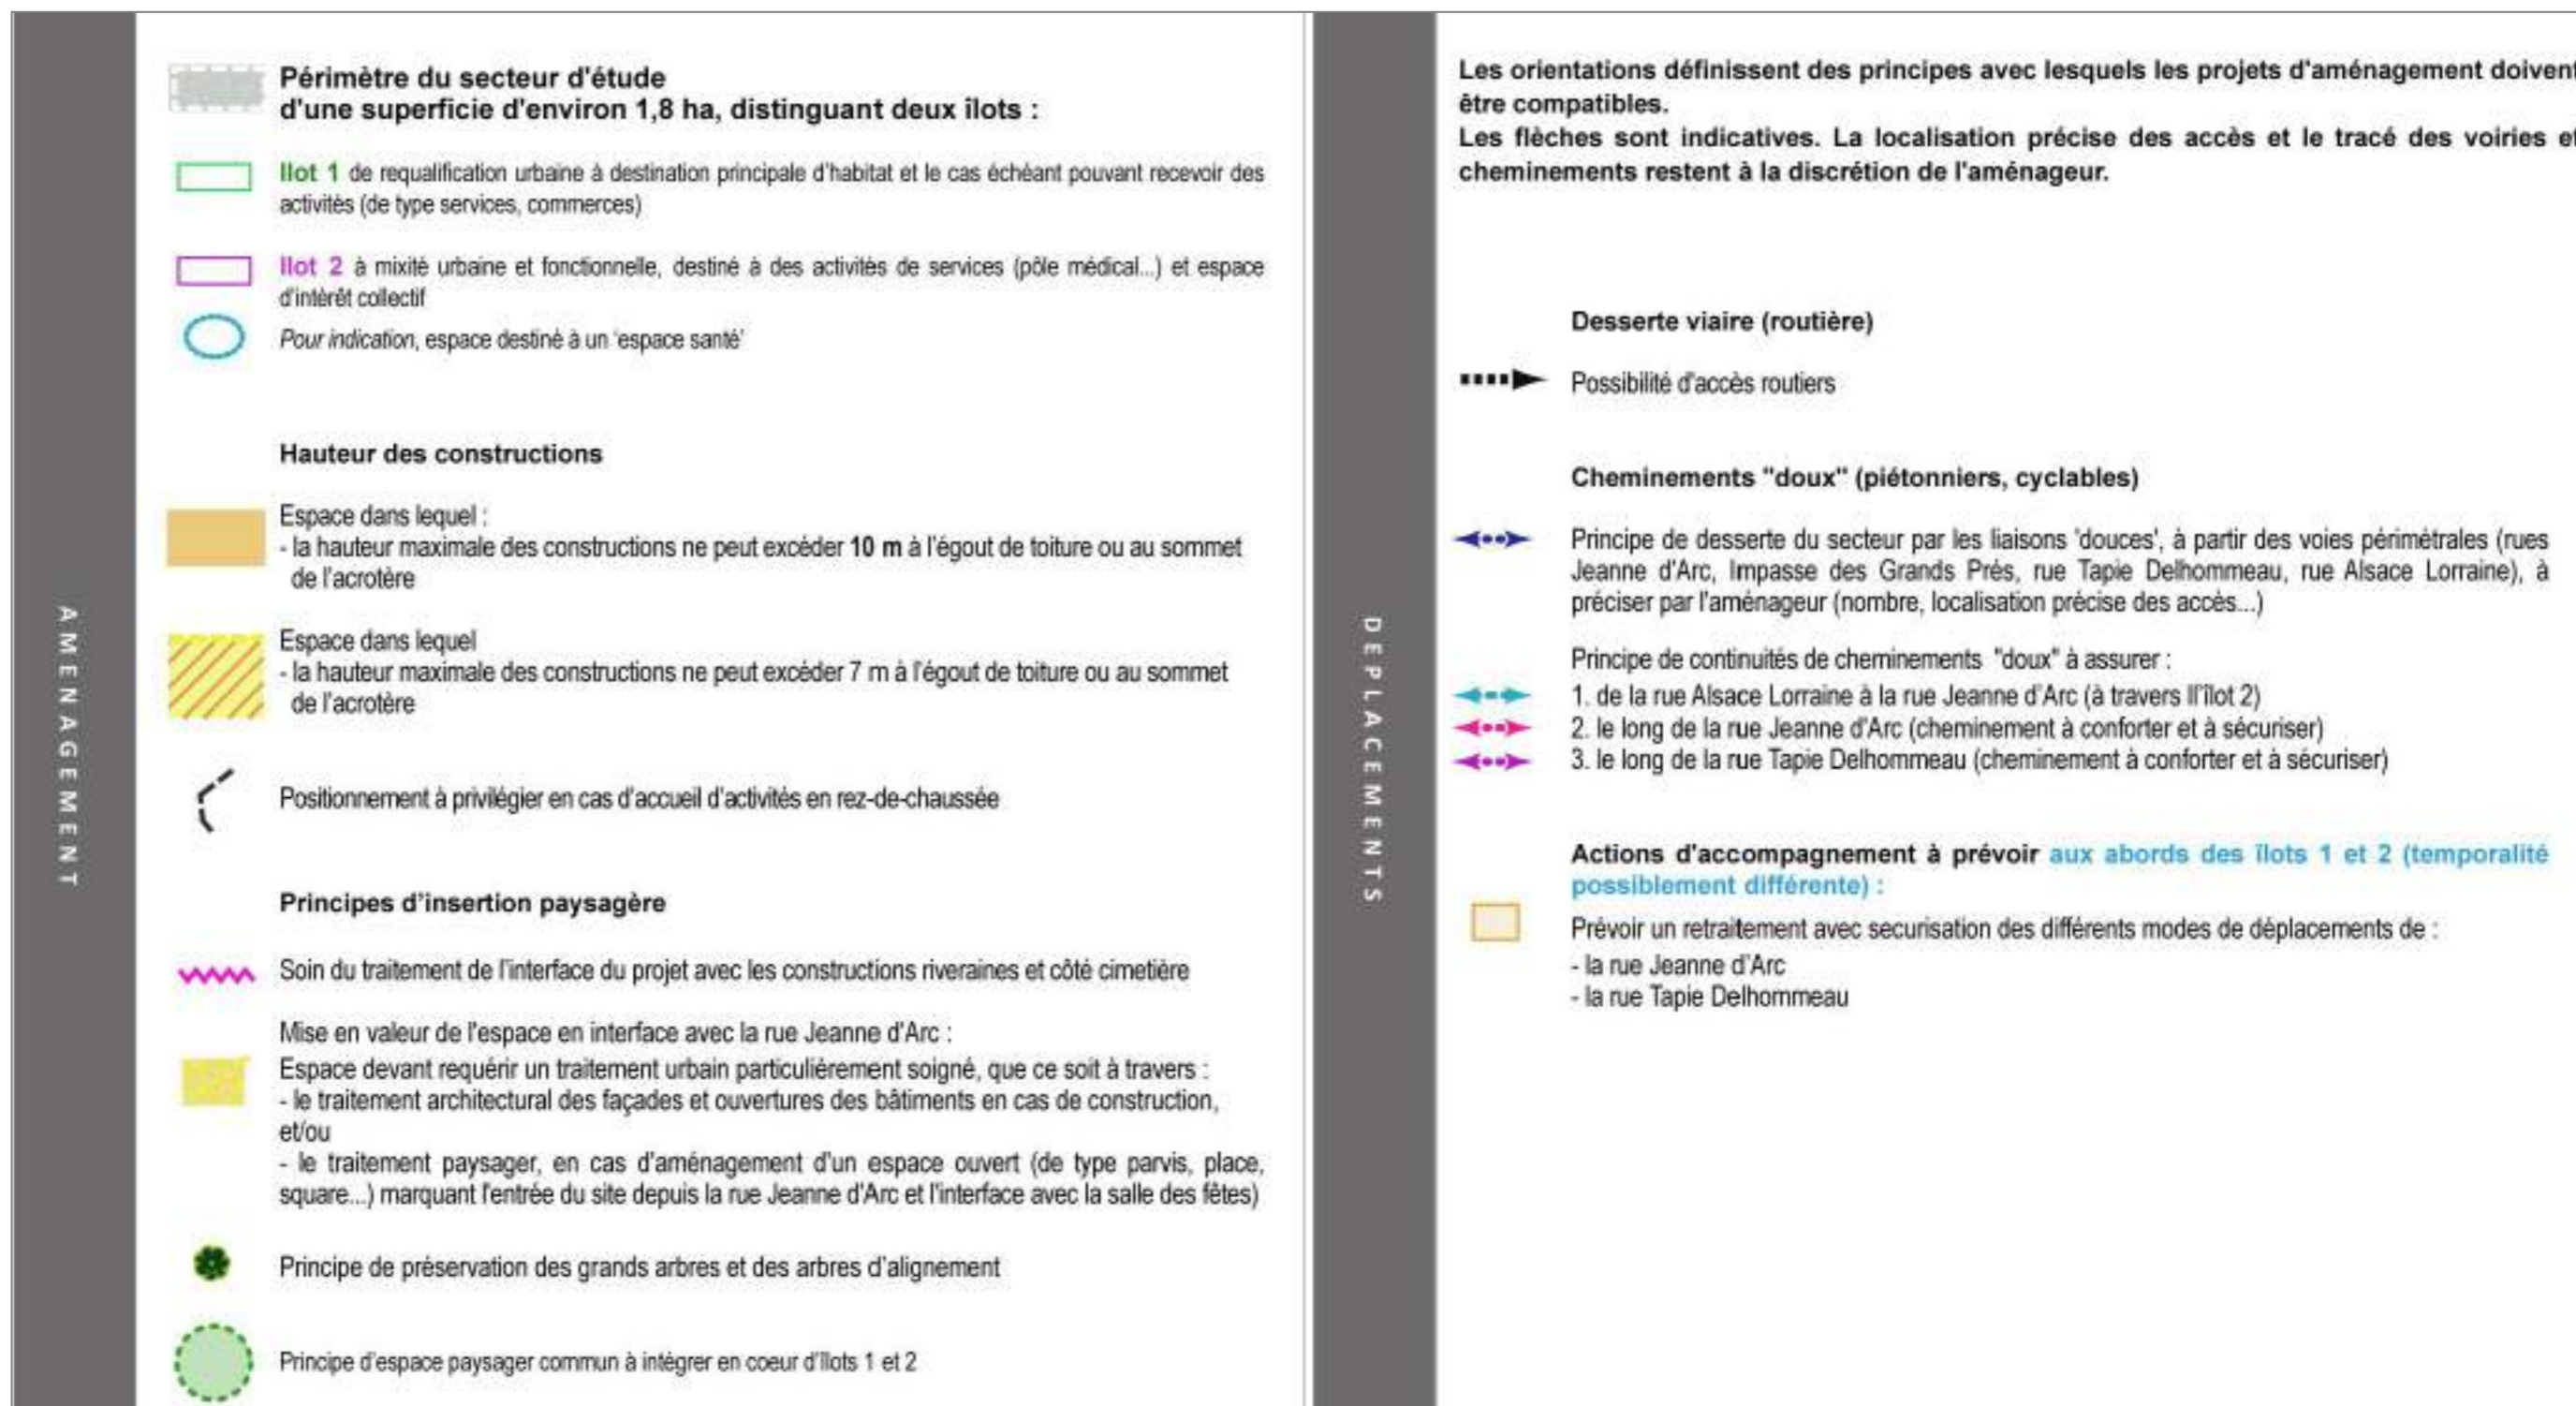 AMENAGEMENT
Périmètre du secteur d'étude
d'une superficie d'environ 1,8 ha, distinguant deux îlots :
Ilot 1 de requalification urbaine à destination principale d'habitat et le cas échéant pouvant recevoir des
activités (de type services, commerces)
Ilot 2 à mixité urbaine et fonctionnelle, destiné à des activités de services (pôle médical...) et espace
d'intérêt collectif
Pour indication, espace destiné à un 'espace santé'
Hauteur des constructions
Espace dans lequel :
- la hauteur maximale des constructions ne peut excéder 10 m à l'égout de toiture ou au sommet
de l'acrotère
Espace dans lequel
- la hauteur maximale des constructions ne peut excéder 7 m à l'égout de toiture ou au sommet
de l'acrotère
Positionnement à privilégier en cas d'accueil d'activités en rez-de-chaussée
Principes d'insertion paysagère
Soin du traitement de l'interface du projet avec les constructions riveraines et côté cimetière
Mise en valeur de l'espace en interface avec la rue Jeanne d'Arc :
Espace devant requérir un traitement urbain particulièrement soigné, que ce soit à travers :
- le traitement architectural des façades et ouvertures des bâtiments en cas de construction,
et/ou
- le traitement paysager, en cas d'aménagement d'un espace ouvert (de type parvis, place,
square...) marquant l'entrée du site depuis la rue Jeanne d'Arc et l'interface avec la salle des fêtes)
Principe de préservation des grands arbres et des arbres d'alignement
Principe d'espace paysager commun à intégrer en coeur d'îlots 1 et 2
DEPLACEMENTS
Les orientations définissent des principes avec lesquels les projets d'aménagement doivent
être compatibles.
Les flèches sont indicatives. La localisation précise des accès et le tracé des voiries et
cheminements restent à la discrétion de l'aménageur.
Desserte viaire (routière)
Possibilité d'accès routiers
Cheminements "doux" (piétonniers, cyclables)
Principe de desserte du secteur par les liaisons 'douces', à partir des voies périmétrales (rues
Jeanne d'Arc, Impasse des Grands Prés, rue Tapie Delhommeau, rue Alsace Lorraine), à
préciser par l'aménageur (nombre, localisation précise des accès...)
Principe de continuités de cheminements "doux" à assurer :
1. de la rue Alsace Lorraine à la rue Jeanne d'Arc (à travers Il'îlot 2)
2. le long de la rue Jeanne d'Arc (cheminement à conforter et à sécuriser)
3. le long de la rue Tapie Delhommeau (cheminement à conforter et à sécuriser)
Actions d'accompagnement à prévoir aux abords des îlots 1 et 2 (temporalité
possiblement différente) :
Prévoir un retraitement avec securisation des différents modes de déplacements de :
- la rue Jeanne d'Arc
- la rue Tapie Delhommeau